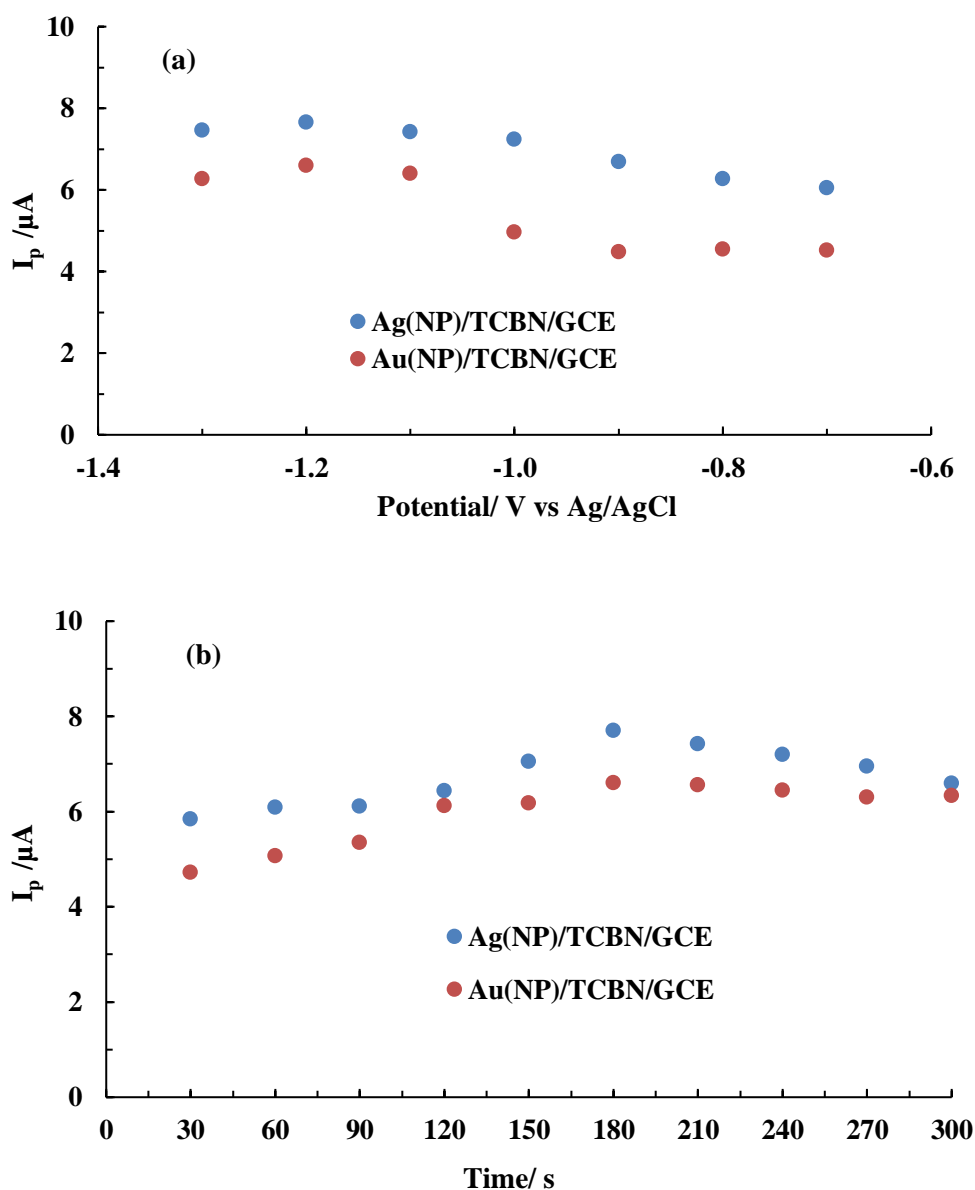 10
(a)
8
6
4
2
0
I_p /µA
Ag(NP)/TCBN/GCE
Au(NP)/TCBN/GCE
-1.4 -1.2 -1.0 -0.8 -0.6
Potential/ V vs Ag/AgCl
10
(b)
8
6
4
2
0
I_p /µA
Ag(NP)/TCBN/GCE
Au(NP)/TCBN/GCE
0 30 60 90 120 150 180 210 240 270 300
Time/ s